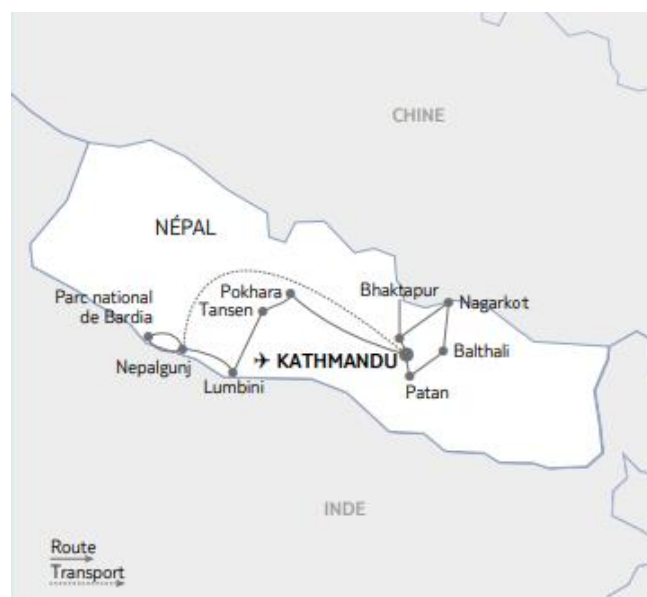 CHINE
NÉPAL
Pokhara
Bhaktapur
Nagarkot
Parc national
de Bardia
Tansen
Nepalgunj
Lumbini
KATHMANDU
Balthali
Patan
INDE
Route
Transport